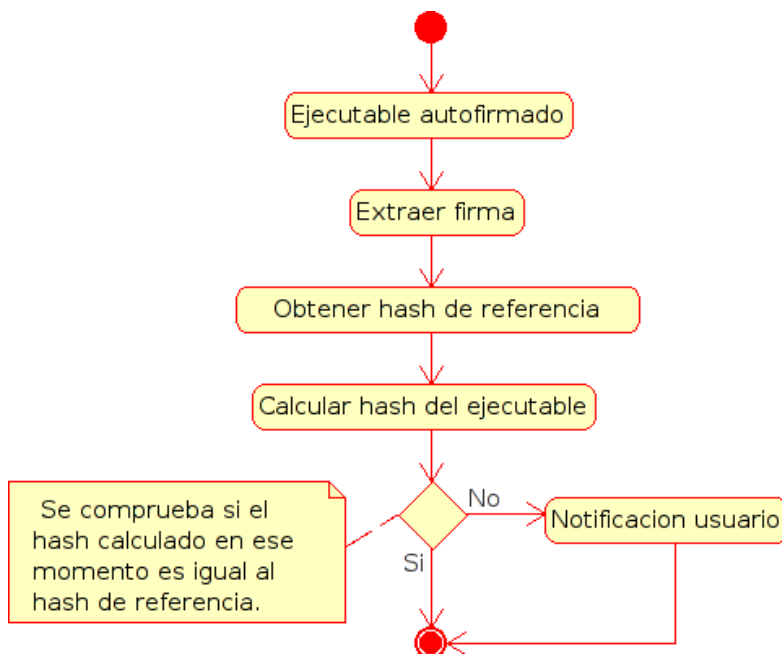 Ejecutable autofirmado
Extraer firma
Obtener hash de referencia
Calcular hash del ejecutable
Se comprueba si el
hash calculado en ese
momento es igual al
hash de referencia.
No
Notificacion usuario
Si